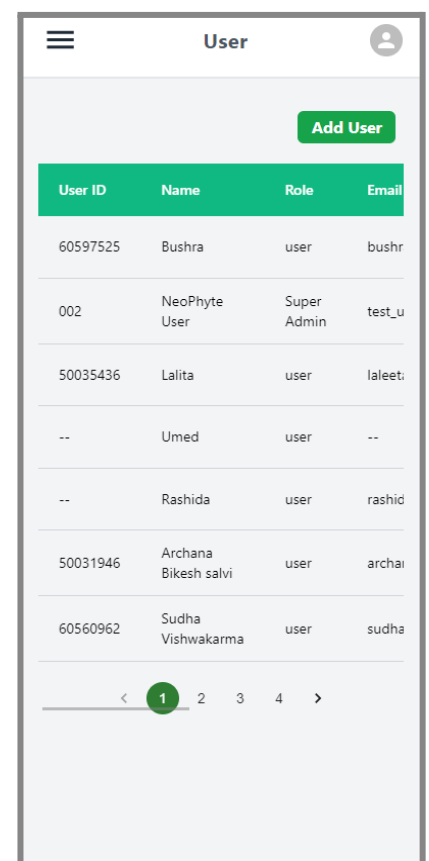 User
Add User
User ID Name Role Email
60597525 Bushra user bushr
002 NeoPhyte User Super Admin test_u
50035436 Lalita user laleet
-- Umed user --
-- Rashida user rashid
50031946 Archana Bikesh salvi user archa
60560962 Sudha Vishwakarma user sudha
< 1 2 3 4 >